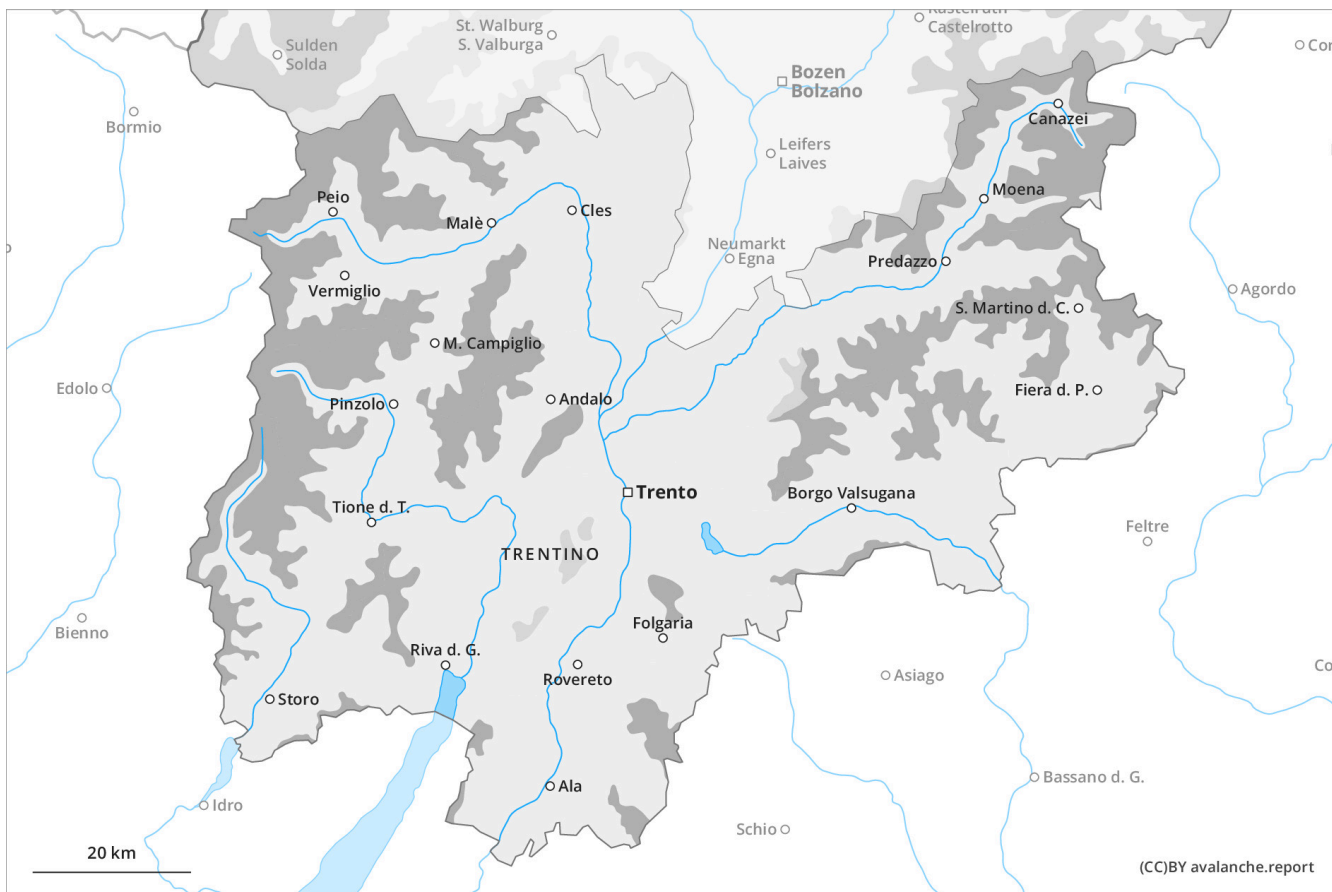 St. Walburg
S. Valburga
Castelrotto
Sulden
Solda
Bozen
Bolzano
Bormio
Canazei
Leifers
Laives
Moena
Peio
Malè
Cles
Neumarkt
Egna
Predazzo
Vermiglio
Agordo
S. Martino d. C.
M. Campiglio
Edolo
Pinzolo
Andalo
Fiera d. P.
Trento
Borgo Valsugana
Tione d. T.
Feltre
TRENTINO
Bienno
Folgaria
Riva d. G.
Rovereto
Asiago
Storo
Ala
Bassano d. G.
Idro
Schio
20 km
(CC)BY avalanche.report